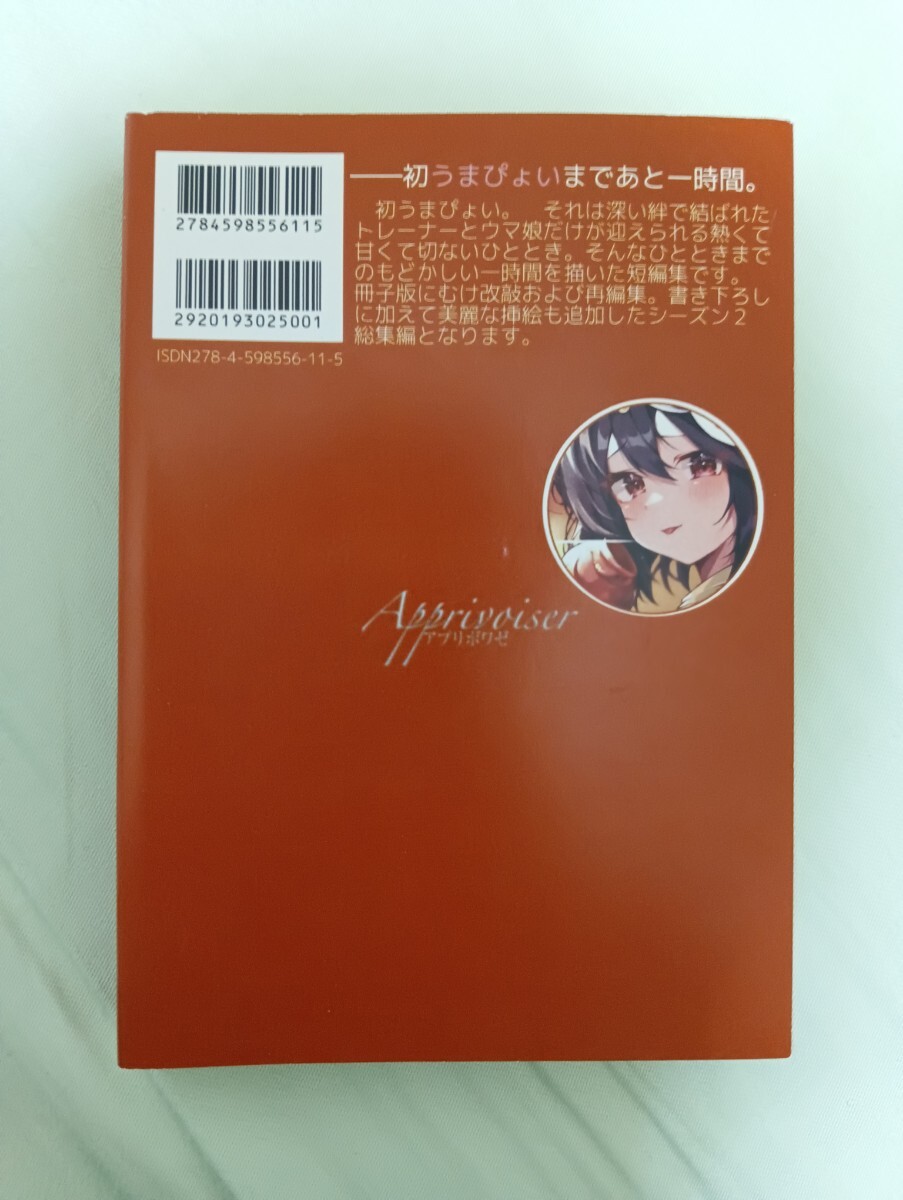 2784598556115
2920193025001
ISDN278-4-598556-11-5
――初うまぴょいまであと一時間。
初うまぴょい。　それは深い絆で結ばれた
トレーナーとウマ娘だけが迎えられる熱くて
甘くて切ないひととき。そんなひとときまで
のもどかしい一時間を描いた短編集です。
冊子版にむけ改敲および再編集。書き下ろし
に加えて美麗な挿絵も追加したシーズン２
総集編となります。
Apprivoiser
アプリボワゼ